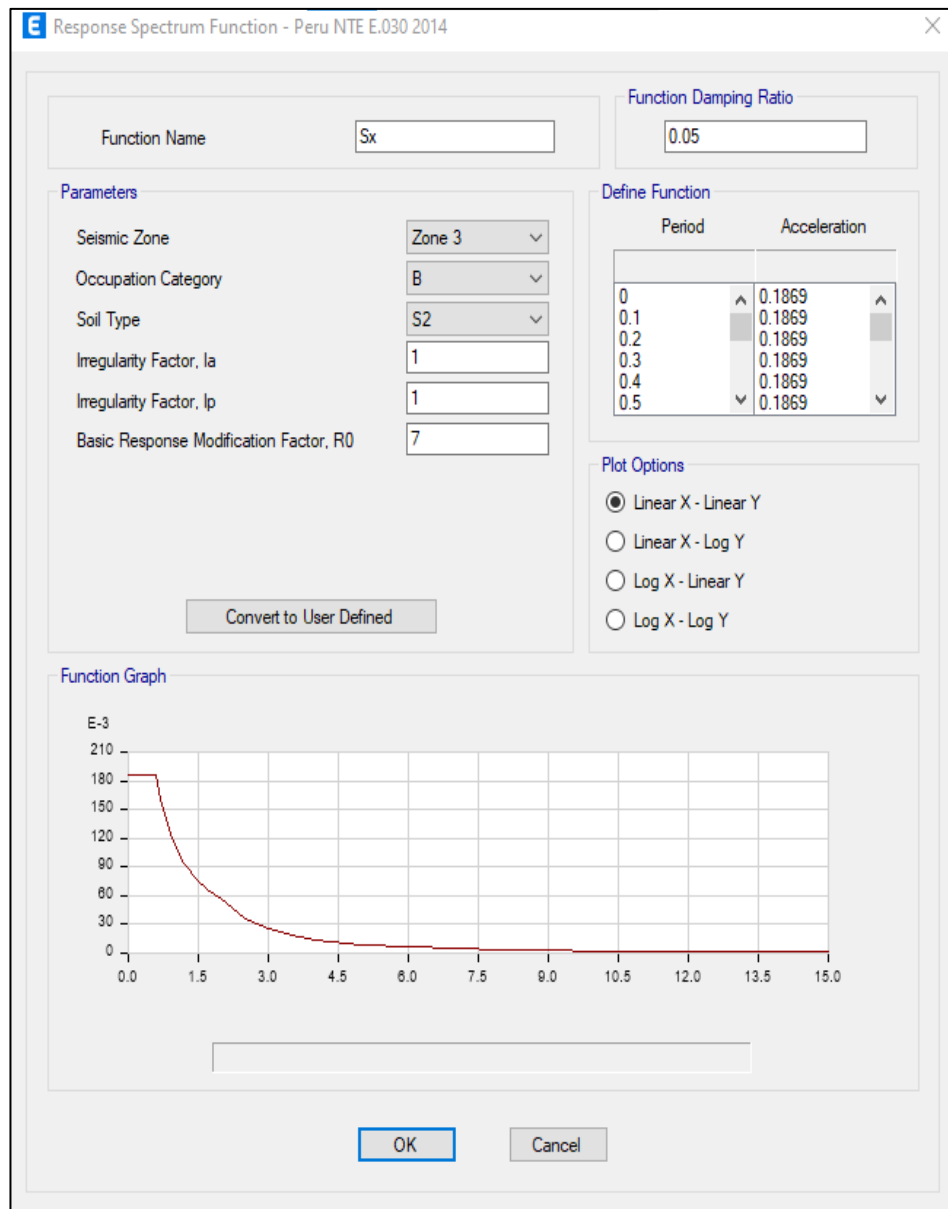 E Response Spectrum Function - Peru NTE E.030 2014
Function Name
Sx
Function Damping Ratio
0.05
Parameters
Seismic Zone
Zone 3
Occupation Category
B
Soil Type
S2
Irregularity Factor, Ia
1
Irregularity Factor, Ip
1
Basic Response Modification Factor, R0
7
Convert to User Defined
Define Function
Period Acceleration
0 0.1869
0.1 0.1869
0.2 0.1869
0.3 0.1869
0.4 0.1869
0.5 0.1869
Plot Options
Linear X - Linear Y
Linear X - Log Y
Log X - Linear Y
Log X - Log Y
Function Graph
E-3
210
180
150
120
90
60
30
0
0.0 1.5 3.0 4.5 6.0 7.5 9.0 10.5 12.0 13.5 15.0
OK
Cancel